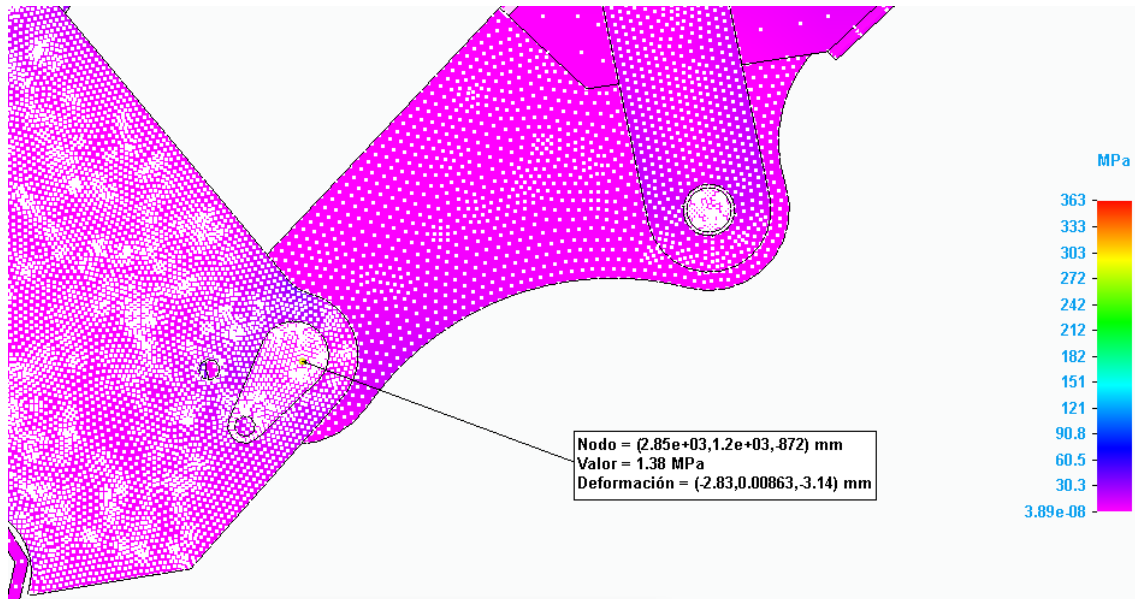 MPa
363
333
303
272
242
212
182
151
121
90.8
60.5
30.3
3.89e-08
Nodo = (2.85e+03,1.2e+03,-872) mm
Valor = 1.38 MPa
Deformación = (-2.83,0.00863,-3.14) mm